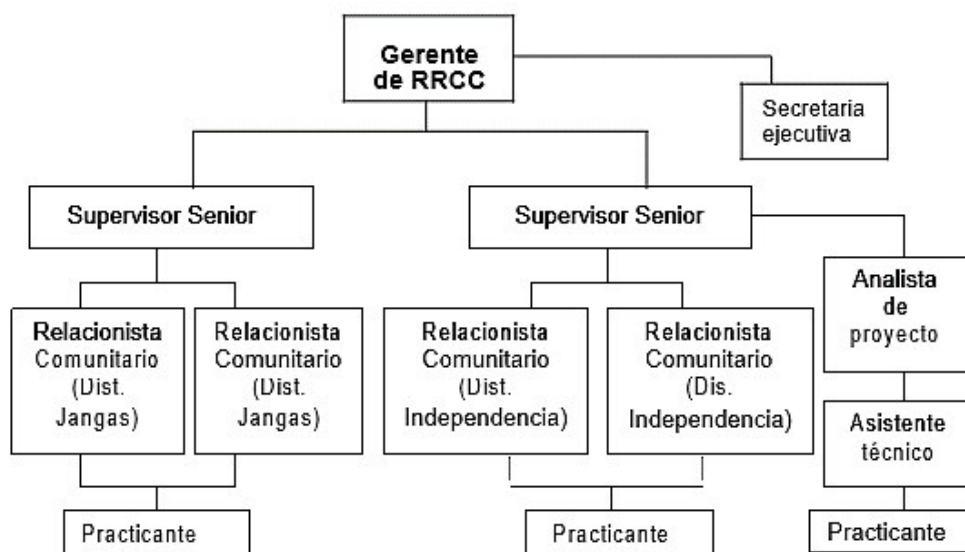 Gerente
de RRCC
Secretaria
ejecutiva
Supervisor Senior
Supervisor Senior
Relacionista
Comunitario
(Dist.
Jangas)
Relacionista
Comunitario
(Dist.
Jangas)
Relacionista
Comunitario
(Dist.
Independencia)
Relacionista
Comunitario
(Dis.
Independencia)
Analista
de
proyecto
Asistente
técnico
Practicante
Practicante
Practicante